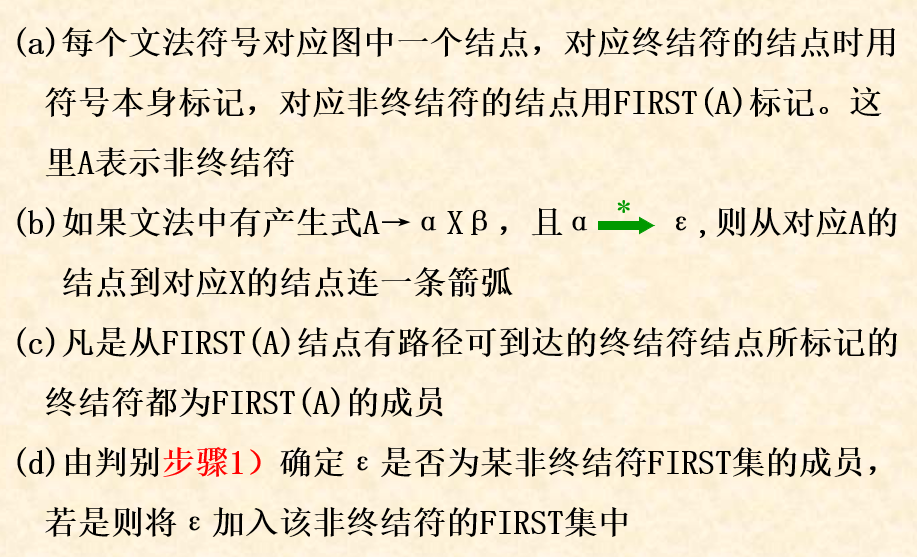 (a)每个文法符号对应图中一个结点，对应终结符的结点时用
符号本身标记，对应非终结符的结点用FIRST(A)标记。这
里A表示非终结符
(b)如果文法中有产生式A→αXβ，且α * ε,则从对应A的
结点到对应X的结点连一条箭弧
(c)凡是从FIRST(A)结点有路径可到达的终结符结点所标记的
终结符都为FIRST(A)的成员
(d)由判别步骤1）确定ε是否为某非终结符FIRST集的成员，
若是则将ε加入该非终结符的FIRST集中